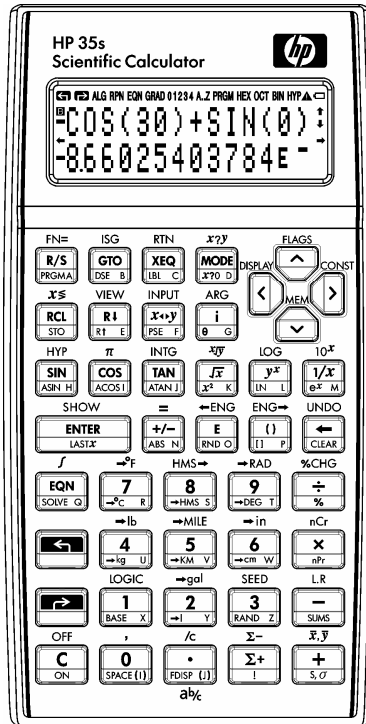 HP 35s
Scientific Calculator
hp
ALG RPN EQN GRAD 01234 A..Z PRGM HEX OCT BIN HYP
-COS(30)+SIN(0)
-8.66025403784E-
FN= ISG RTN x?y FLAGS
R/S GTO XEQ MODE DISPLAY CONST
PRGM A DSE B LBL C x?0 D MEM
x≶ VIEW INPUT ARG
RCL R↓ x↔y i
STO R↑ E PSE F θ G
HYP π INTG x√y LOG 10ˣ
SIN COS TAN √x yˣ 1/x
ASIN H ACOS I ATAN J x² K LN L eˣ M
SHOW = ←ENG ENG→ UNDO
ENTER +/− E () ←
LASTx ABS N RND O [] P CLEAR
∫ →°F HMS→ →RAD %CHG
EQN 7 8 9 ÷
SOLVE Q →°C R →HMS S →DEG T %
→lb →MILE →in nCr
4 5 6 ×
→kg U →KM V →cm W nPr
LOGIC →gal SEED L.R
1 2 3 −
BASE X →l Y RAND Z SUMS
OFF , /c Σ− x̄,ȳ
C 0 · Σ+ +
ON SPACE(I) FDISP (J) ! S,σ
ab/c